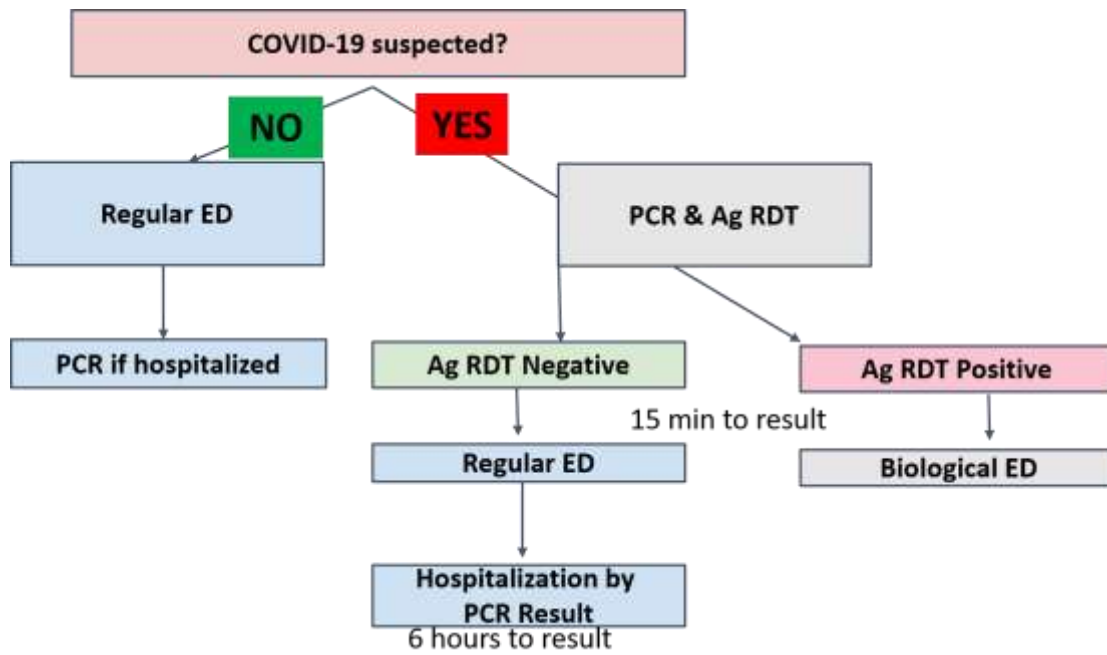 COVID-19 suspected?
NO
YES
Regular ED
PCR & Ag RDT
PCR if hospitalized
Ag RDT Negative
Ag RDT Positive
15 min to result
Regular ED
Biological ED
Hospitalization by
PCR Result
6 hours to result